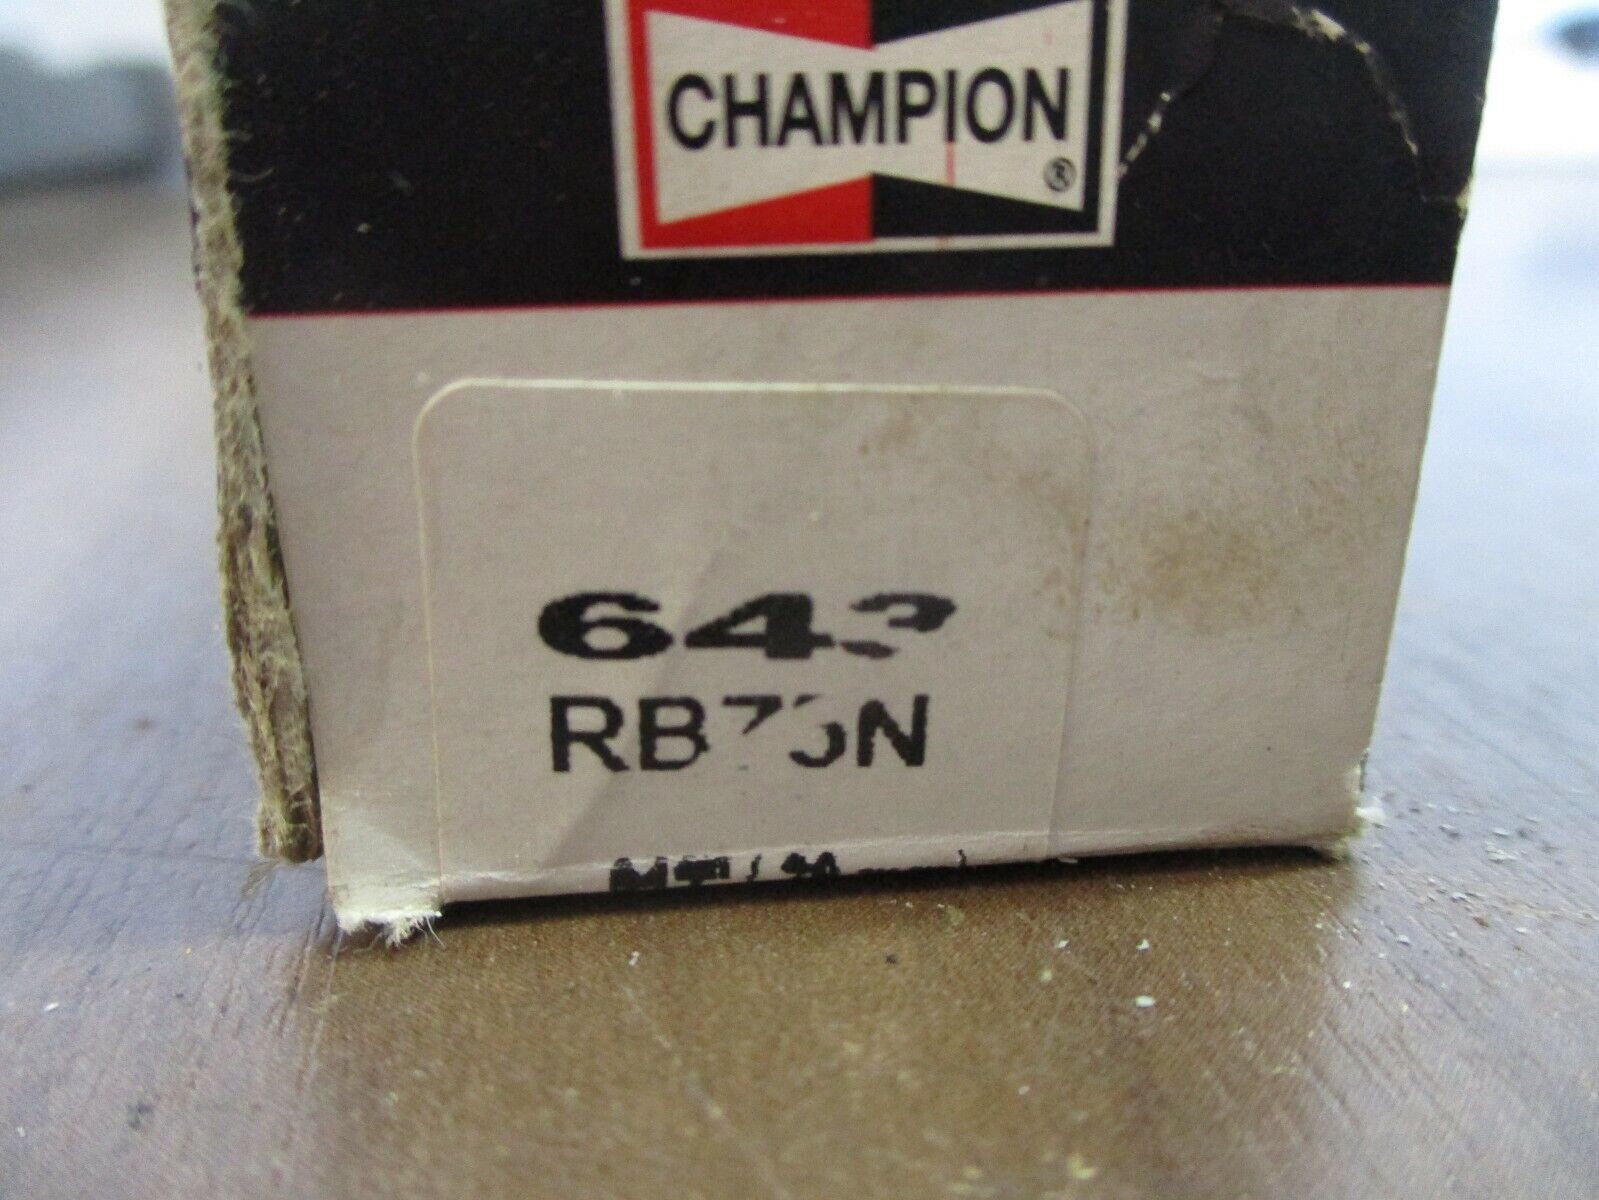 CHAMPION
®
643
RB75N